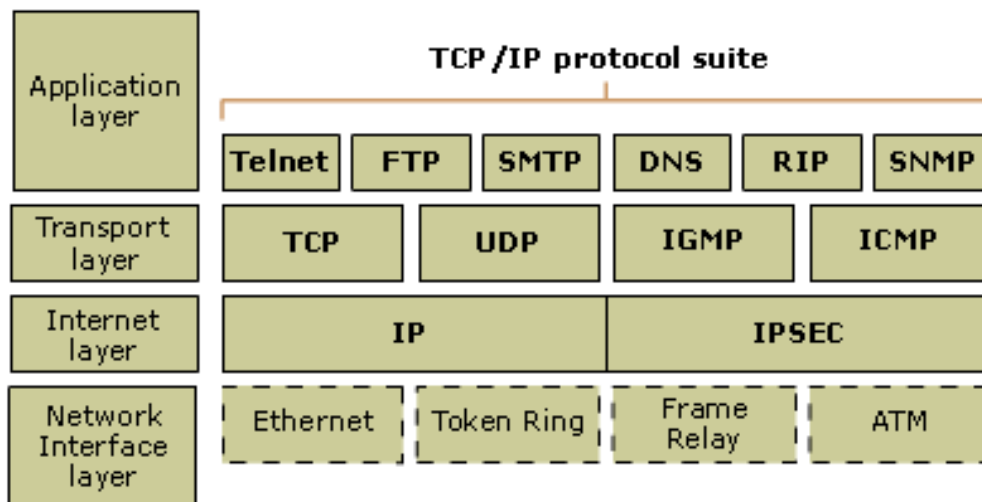 TCP/IP protocol suite
Application
layer
Telnet FTP SMTP DNS RIP SNMP
Transport
layer
TCP UDP IGMP ICMP
Internet
layer
IP IPSEC
Network
Interface
layer
Ethernet Token Ring Frame
Relay ATM